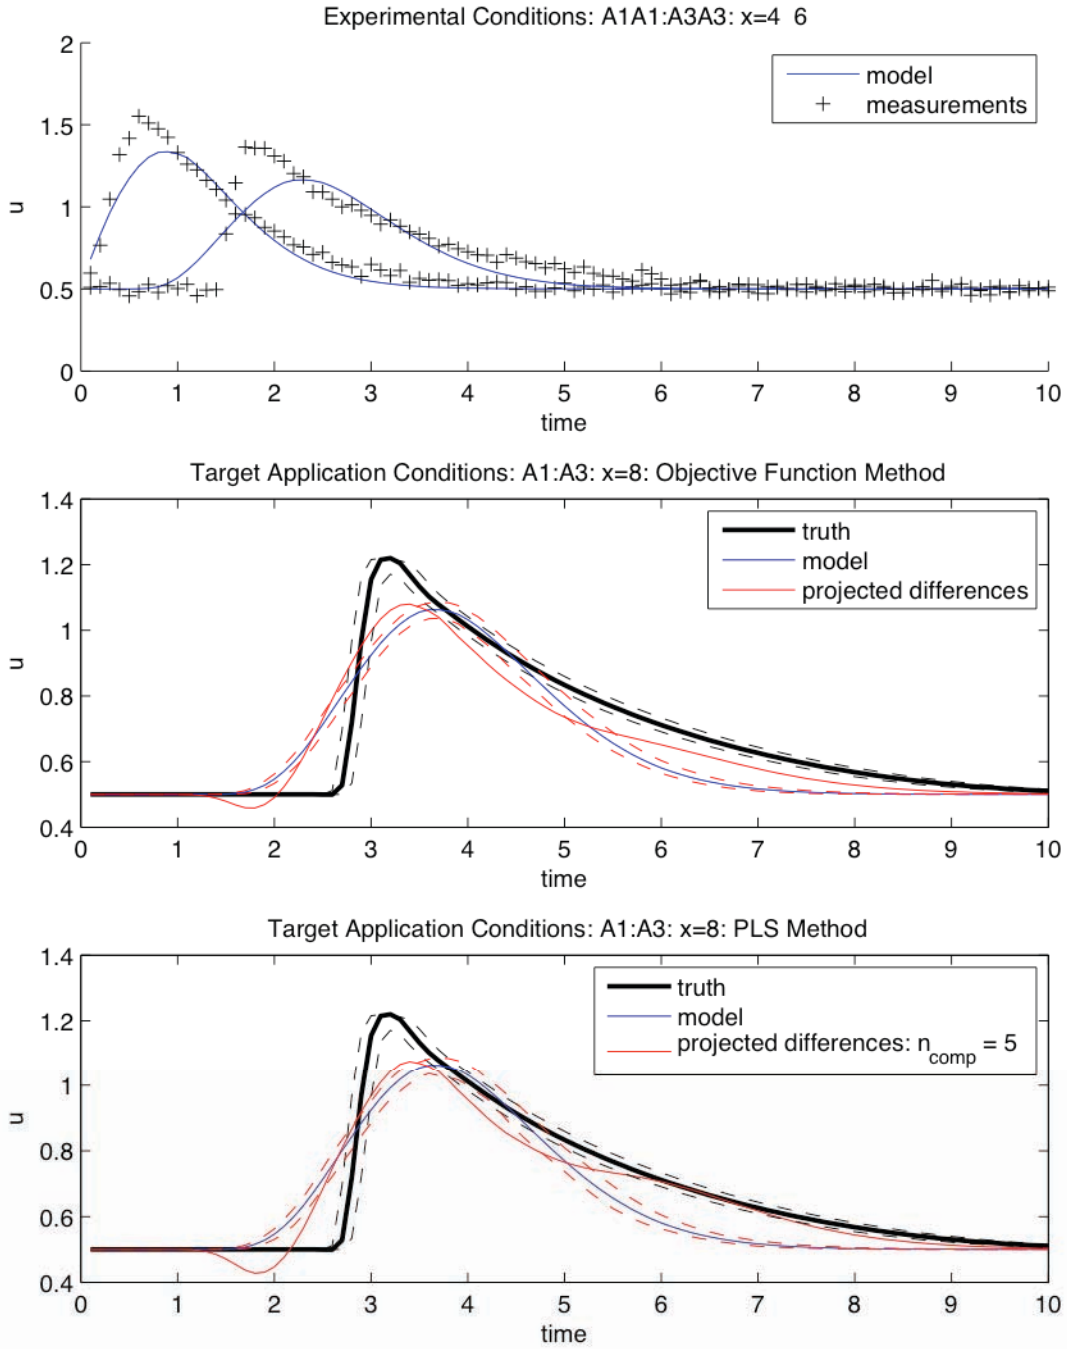 Experimental Conditions: A1A1:A3A3: x=4  6
2
1.5
1
0.5
0
u
model
measurements
0 1 2 3 4 5 6 7 8 9 10
time
Target Application Conditions: A1:A3: x=8: Objective Function Method
1.4
1.2
1
0.8
0.6
0.4
u
truth
model
projected differences
0 1 2 3 4 5 6 7 8 9 10
time
Target Application Conditions: A1:A3: x=8: PLS Method
1.4
1.2
1
0.8
0.6
0.4
u
truth
model
projected differences: n_comp = 5
0 1 2 3 4 5 6 7 8 9 10
time